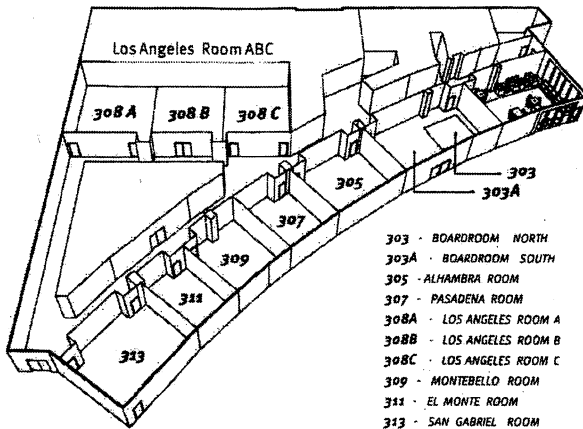 Los Angeles Room ABC
308 A
308 B
308 C
303
303A
305
307
309
311
313
303 - BOARDROOM NORTH
303A - BOARDROOM SOUTH
305 - ALHAMBRA ROOM
307 - PASADENA ROOM
308A - LOS ANGELES ROOM A
308B - LOS ANGELES ROOM B
308C - LOS ANGELES ROOM C
309 - MONTEBELLO ROOM
311 - EL MONTE ROOM
313 - SAN GABRIEL ROOM